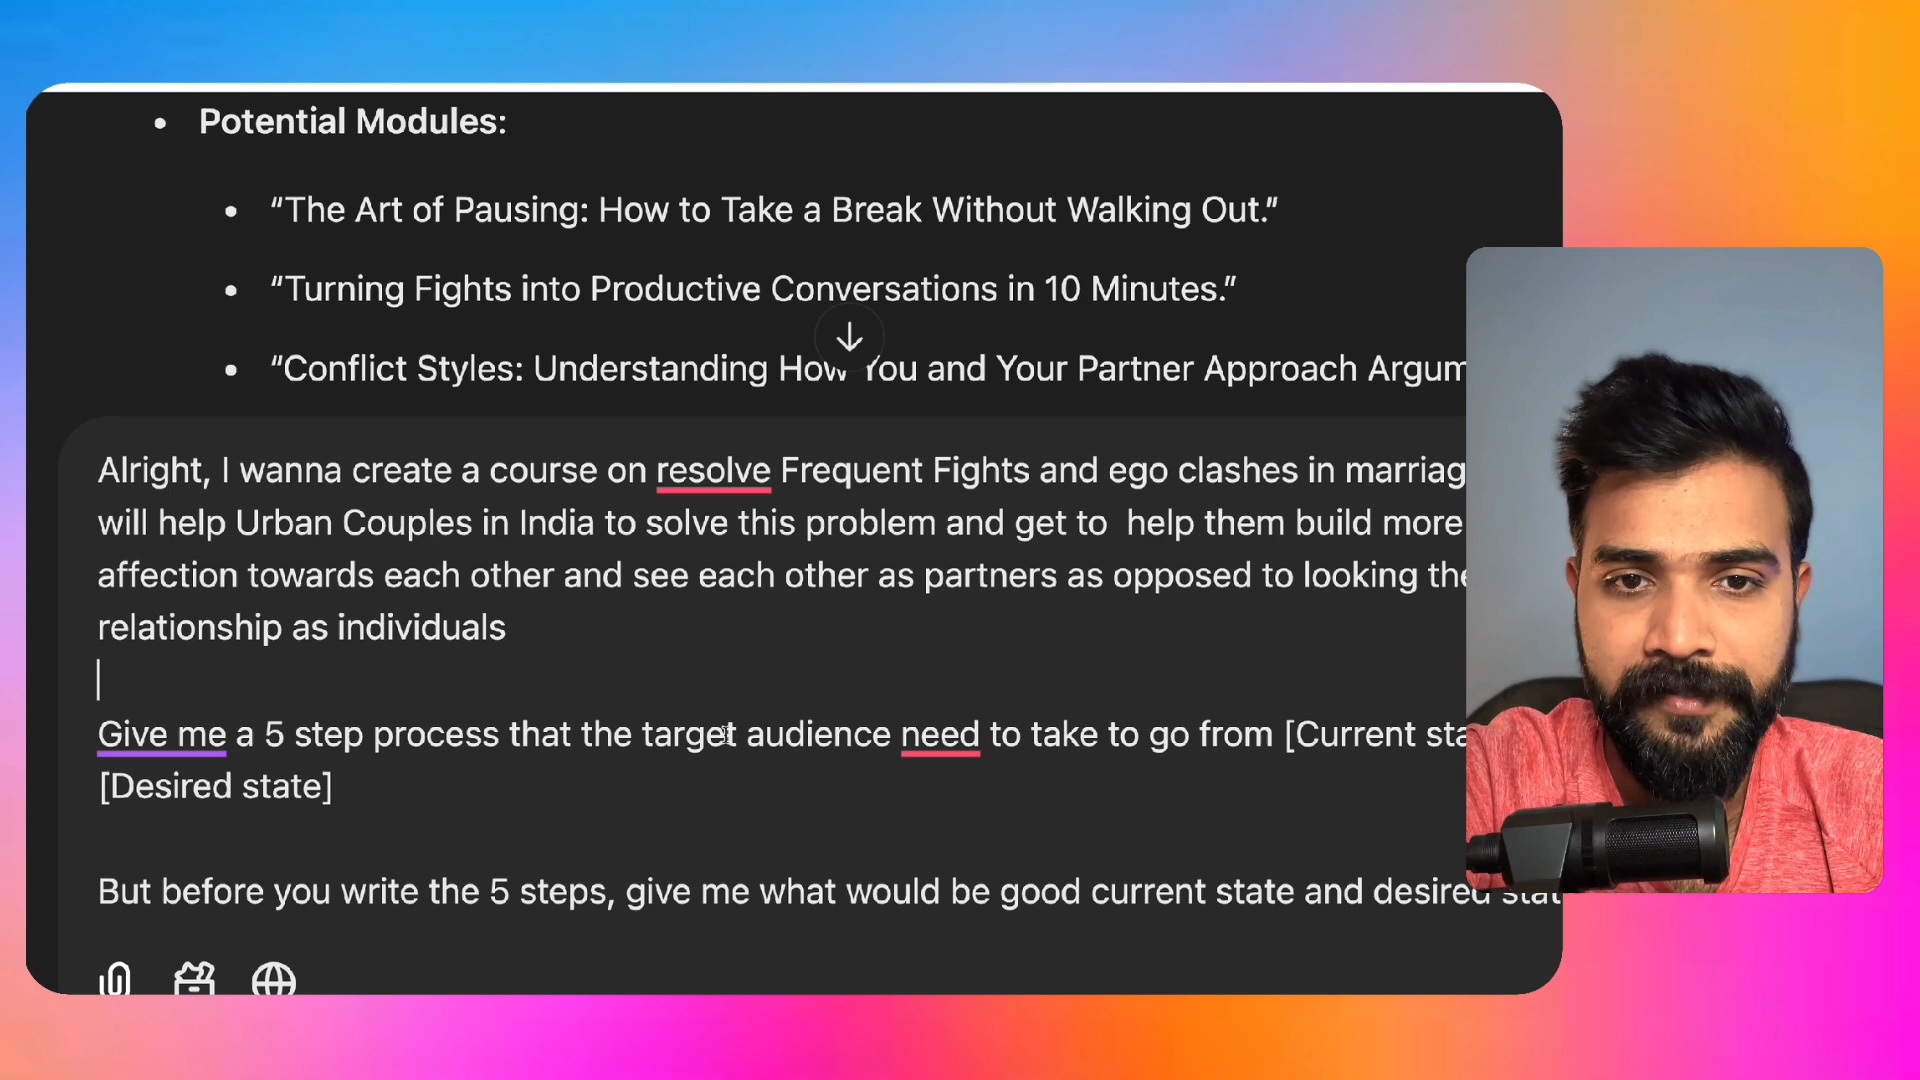 Potential Modules:
“The Art of Pausing: How to Take a Break Without Walking Out.”
“Turning Fights into Productive Conversations in 10 Minutes.”
“Conflict Styles: Understanding How You and Your Partner Approach Argum
Alright, I wanna create a course on resolve Frequent Fights and ego clashes in marriag
will help Urban Couples in India to solve this problem and get to  help them build more
affection towards each other and see each other as partners as opposed to looking the
relationship as individuals
Give me a 5 step process that the target audience need to take to go from [Current sta
[Desired state]
But before you write the 5 steps, give me what would be good current state and desired stat